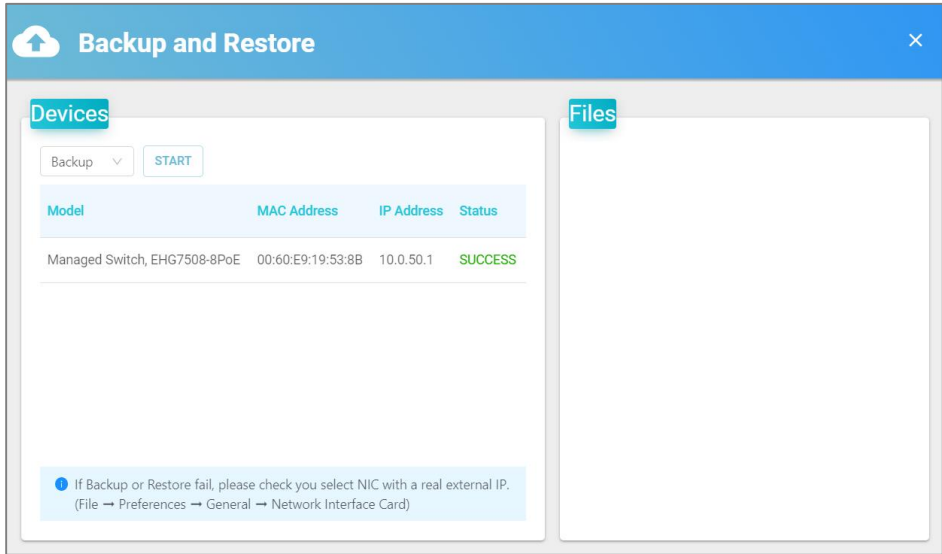 Backup and Restore
Devices
Files
Backup START
Model MAC Address IP Address Status
Managed Switch, EHG7508-8PoE 00:60:E9:19:53:8B 10.0.50.1 SUCCESS
If Backup or Restore fail, please check you select NIC with a real external IP.
(File → Preferences → General → Network Interface Card)